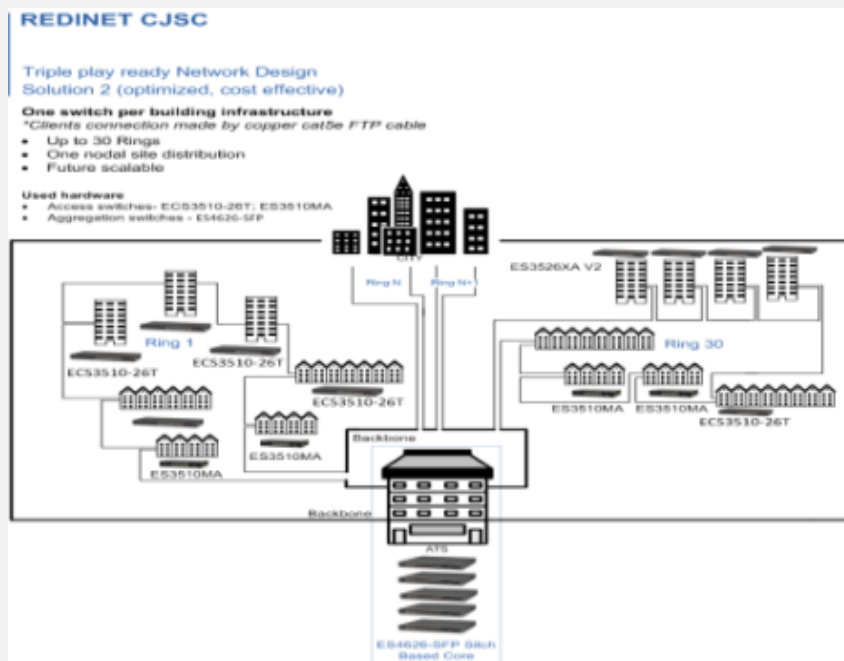 REDINET CJSC
Triple play ready Network Design
Solution 2 (optimized, cost effective)
One switch per building infrastructure
*Clients connection made by copper cat5e FTP cable
• Up to 30 Rings
• One nodal site distribution
• Future scalable
Used hardware
• Access switches- ECS3510-26T; ES3510MA
• Aggregation switches - ES4626-SFP
CITY
Ring N
Ring N+1
ES3526XA V2
Ring 1
ECS3510-26T
ECS3510-26T
ECS3510-26T
ES3510MA
ES3510MA
Ring 30
ES3510MA
ES3510MA
ECS3510-26T
Backbone
Backbone
ATS
ES4626-SFP Sitch
Based Core